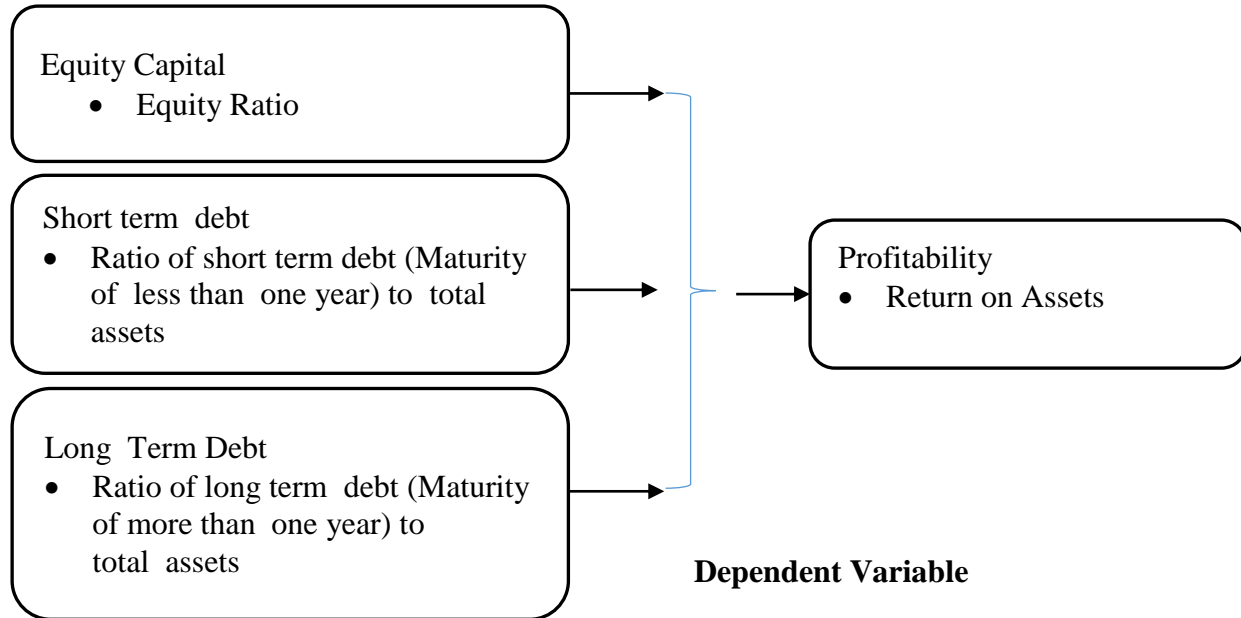 Equity Capital
• Equity Ratio
Short term debt
• Ratio of short term debt (Maturity
of less than one year) to total
assets
Long Term Debt
• Ratio of long term debt (Maturity
of more than one year) to
total assets
Profitability
• Return on Assets
Dependent Variable